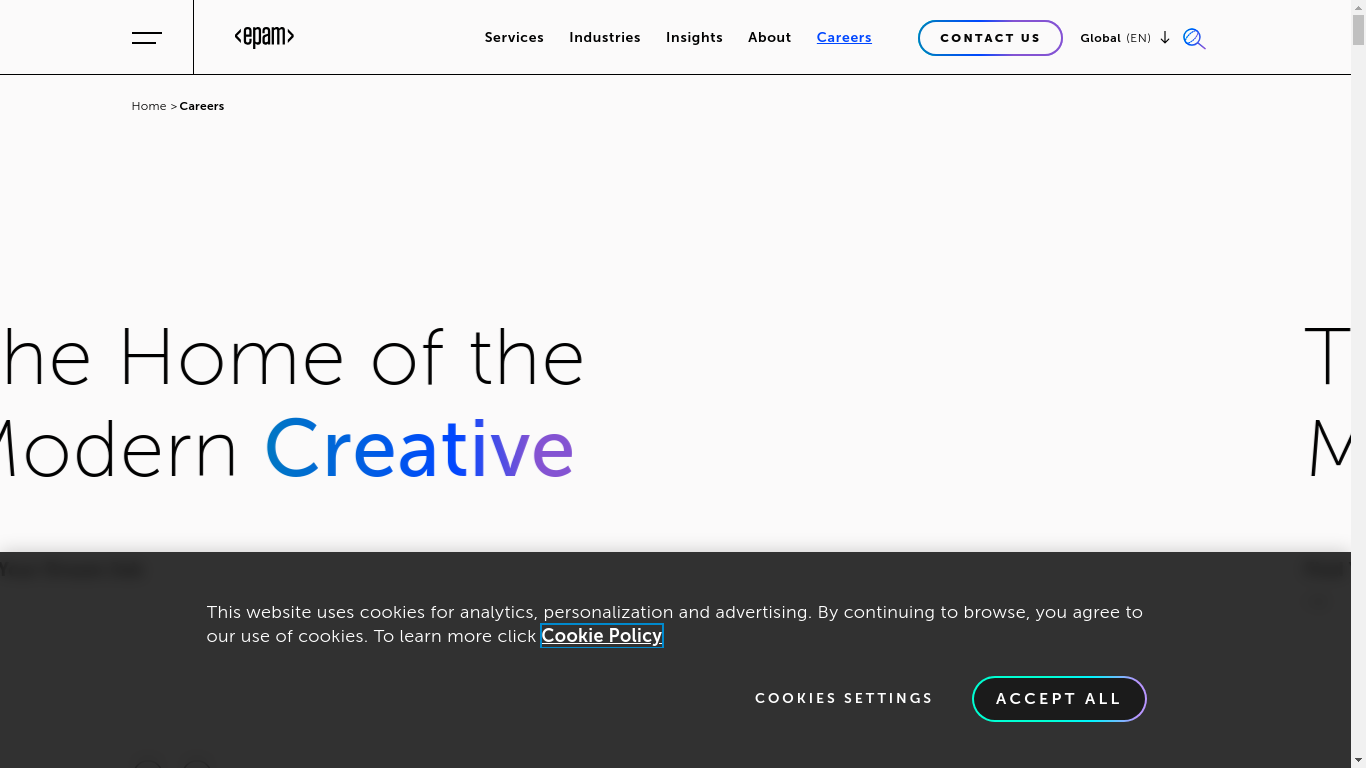 <epam>
Services Industries Insights About Careers
CONTACT US
Global (EN)
Home > Careers
he Home of the
Modern Creative
This website uses cookies for analytics, personalization and advertising. By continuing to browse, you agree to
our use of cookies. To learn more click Cookie Policy
COOKIES SETTINGS
ACCEPT ALL